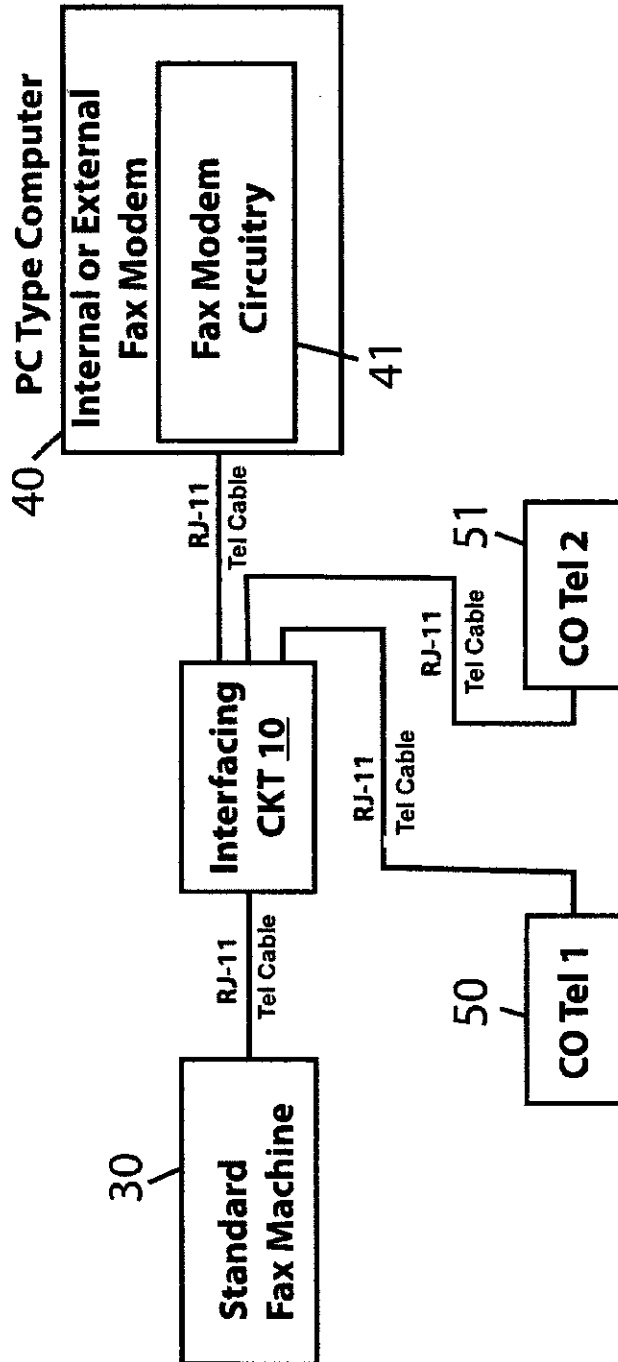 PC Type Computer
40
Internal or External
Fax Modem
Fax Modem
Circuitry
41
RJ-11
Tel Cable
Interfacing
CKT 10
RJ-11
Tel Cable
30
Standard
Fax Machine
RJ-11
Tel Cable
RJ-11
Tel Cable
50
CO Tel 1
51
CO Tel 2